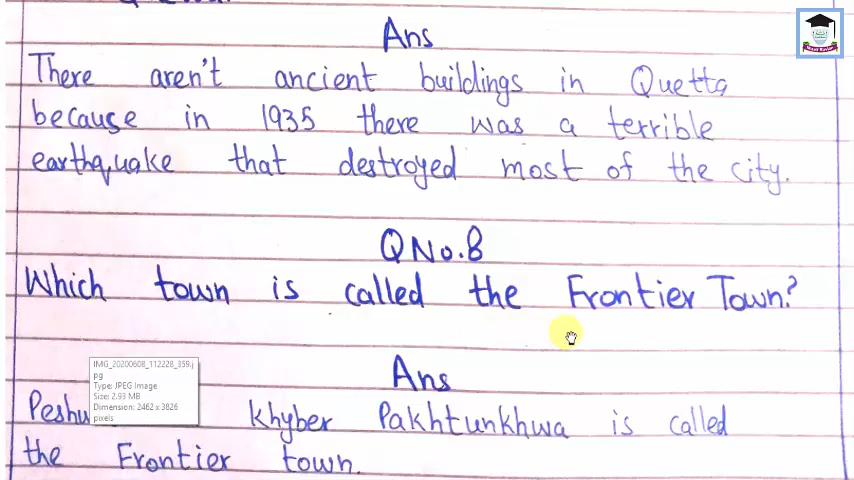 Ans
There aren't ancient buildings in Quetta
because in 1935 there was a terrible
earthquake that destroyed most of the city.
Q No.8
Which town is called the Frontier Town?
Ans
IMG_20200608_112228_359.j
pg
Type: JPEG Image
Size: 2.93 MB
Dimension: 2462 x 3826
pixels
Khyber Pakhtunkhwa is called
the Frontier town.